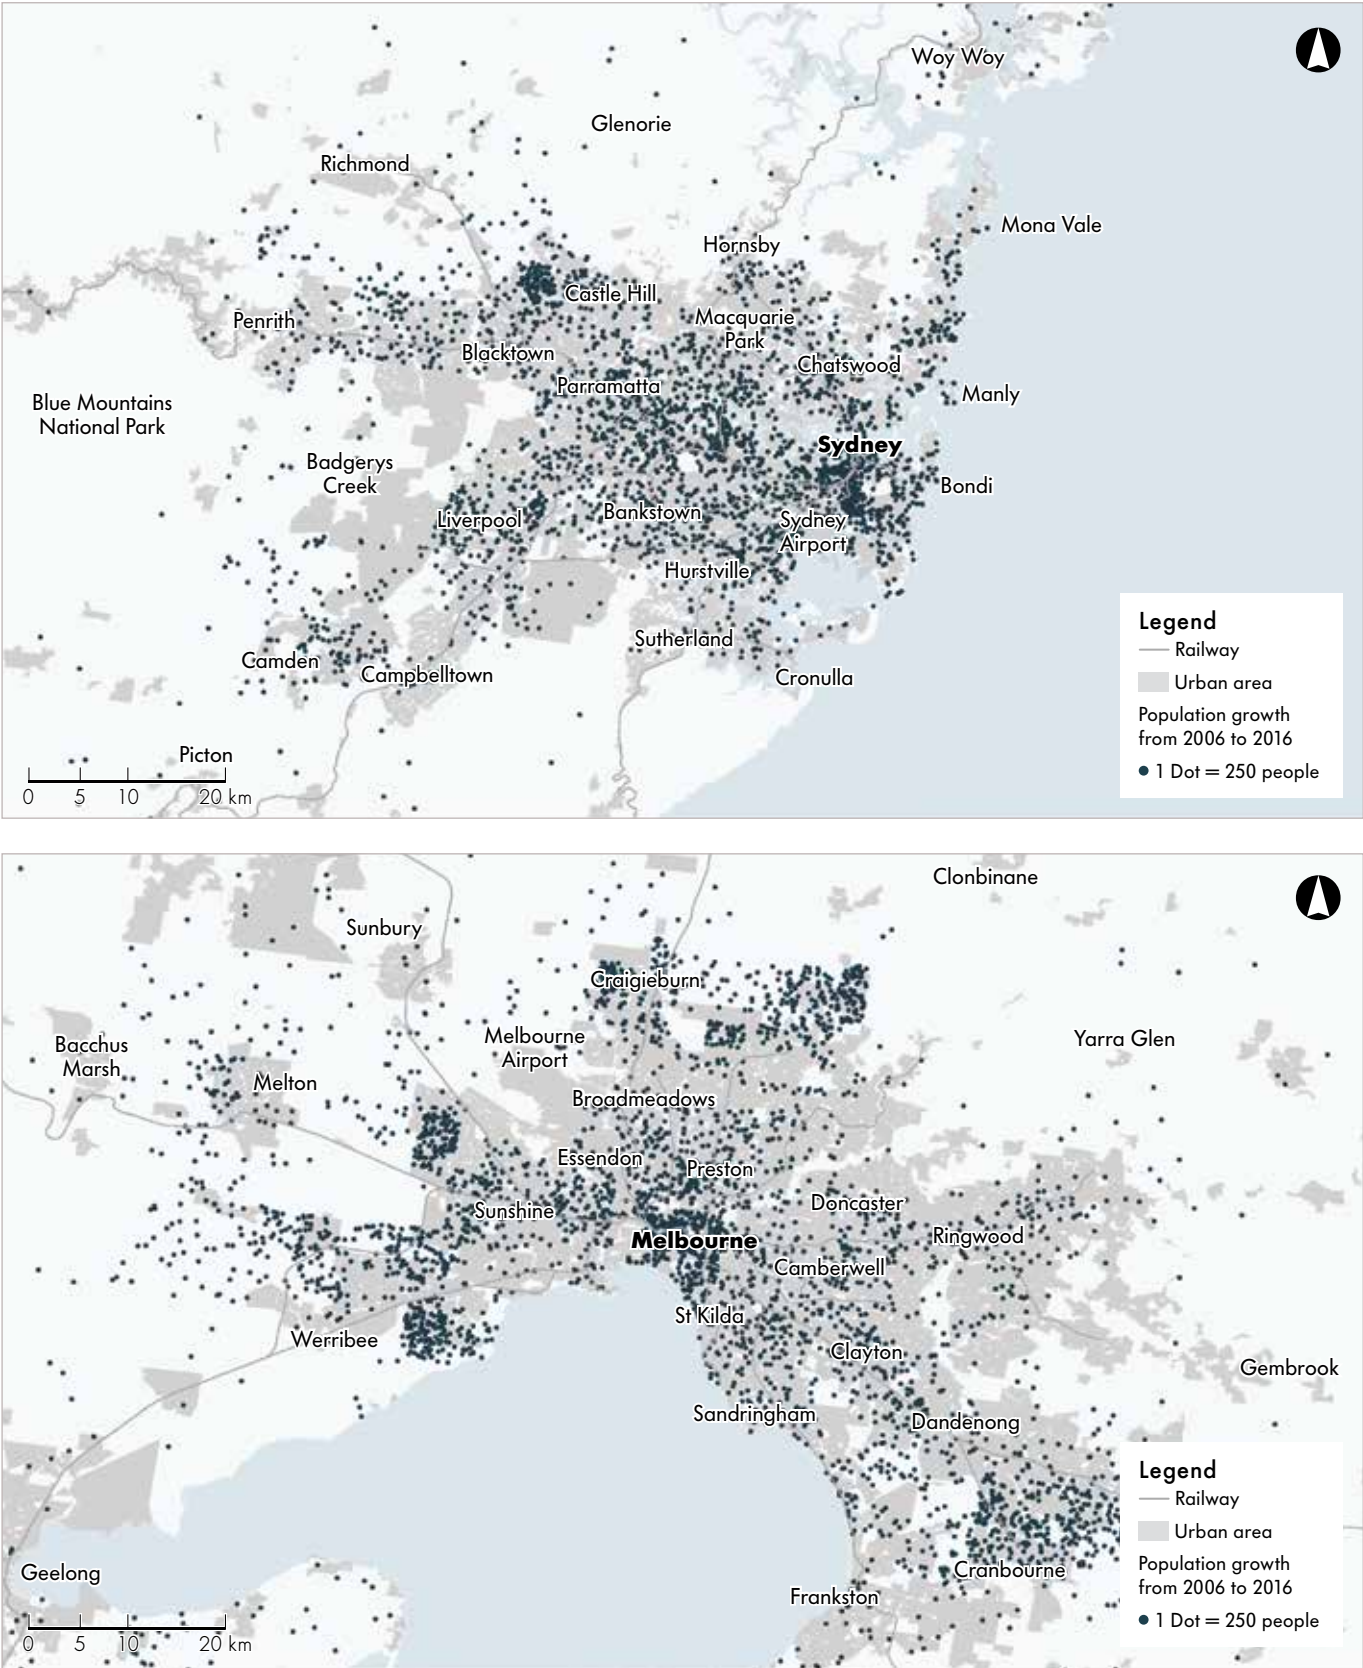 Woy Woy
Glenorie
Richmond
Mona Vale
Hornsby
Castle Hill
Penrith
Macquarie
Park
Blacktown
Chatswood
Parramatta
Manly
Blue Mountains
National Park
Sydney
Badgerys
Creek
Bondi
Liverpool
Bankstown
Sydney
Airport
Hurstville
Sutherland
Camden
Campbelltown
Cronulla
Picton
0 5 10 20 km
Legend
Railway
Urban area
Population growth
from 2006 to 2016
1 Dot = 250 people
Clonbinane
Sunbury
Craigieburn
Bacchus
Marsh
Melbourne
Airport
Yarra Glen
Melton
Broadmeadows
Essendon
Preston
Sunshine
Doncaster
Melbourne
Ringwood
Camberwell
St Kilda
Werribee
Clayton
Gembrook
Sandringham
Dandenong
Geelong
Cranbourne
Frankston
0 5 10 20 km
Legend
Railway
Urban area
Population growth
from 2006 to 2016
1 Dot = 250 people